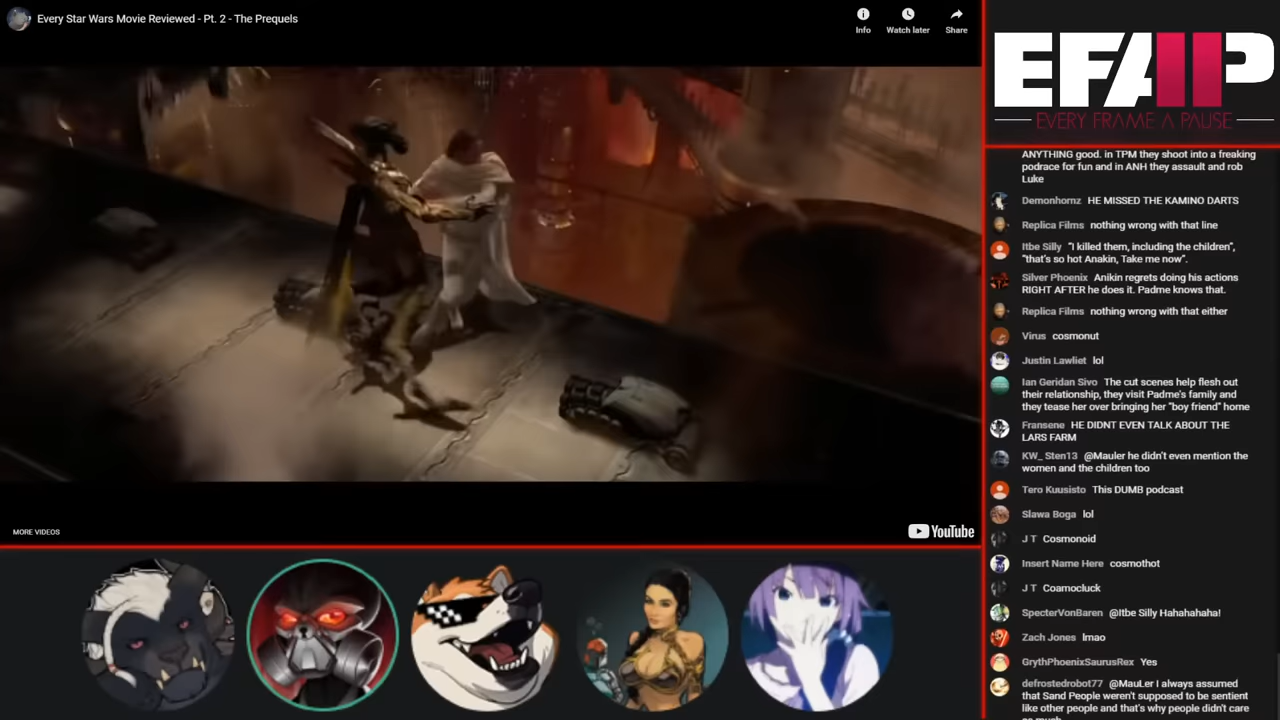 Every Star Wars Movie Reviewed - Pt. 2 - The Prequels
Info
Watch later
Share
MORE VIDEOS
YouTube
EFAP
EVERY FRAME A PAUSE
ANYTHING good. in TPM they shoot into a freaking
podrace for fun and in ANH they assault and rob
Luke
Demonhornz HE MISSED THE KAMINO DARTS
Replica Films nothing wrong with that line
Itbe Silly "I killed them, including the children",
"that's so hot Anakin, Take me now".
Silver Phoenix Anikin regrets doing his actions
RIGHT AFTER he does it. Padme knows that.
Replica Films nothing wrong with that either
Virus cosmonut
Justin Lawliet lol
Ian Geridan Sivo The cut scenes help flesh out
their relationship, they visit Padme's family and
they tease her over bringing her "boy friend" home
Fransene HE DIDNT EVEN TALK ABOUT THE
LARS FARM
KW_ Sten13 @Mauler he didn't even mention the
women and the children too
Tero Kuusisto This DUMB podcast
Slawa Boga lol
J T Cosmonoid
Insert Name Here cosmothot
J T Coamocluck
SpecterVonBaren @Itbe Silly Hahahahaha!
Zach Jones lmao
GrythPhoenixSaurusRex Yes
defrostedrobot77 @MauLer I always assumed
that Sand People weren't supposed to be sentient
like other people and that's why people didn't care